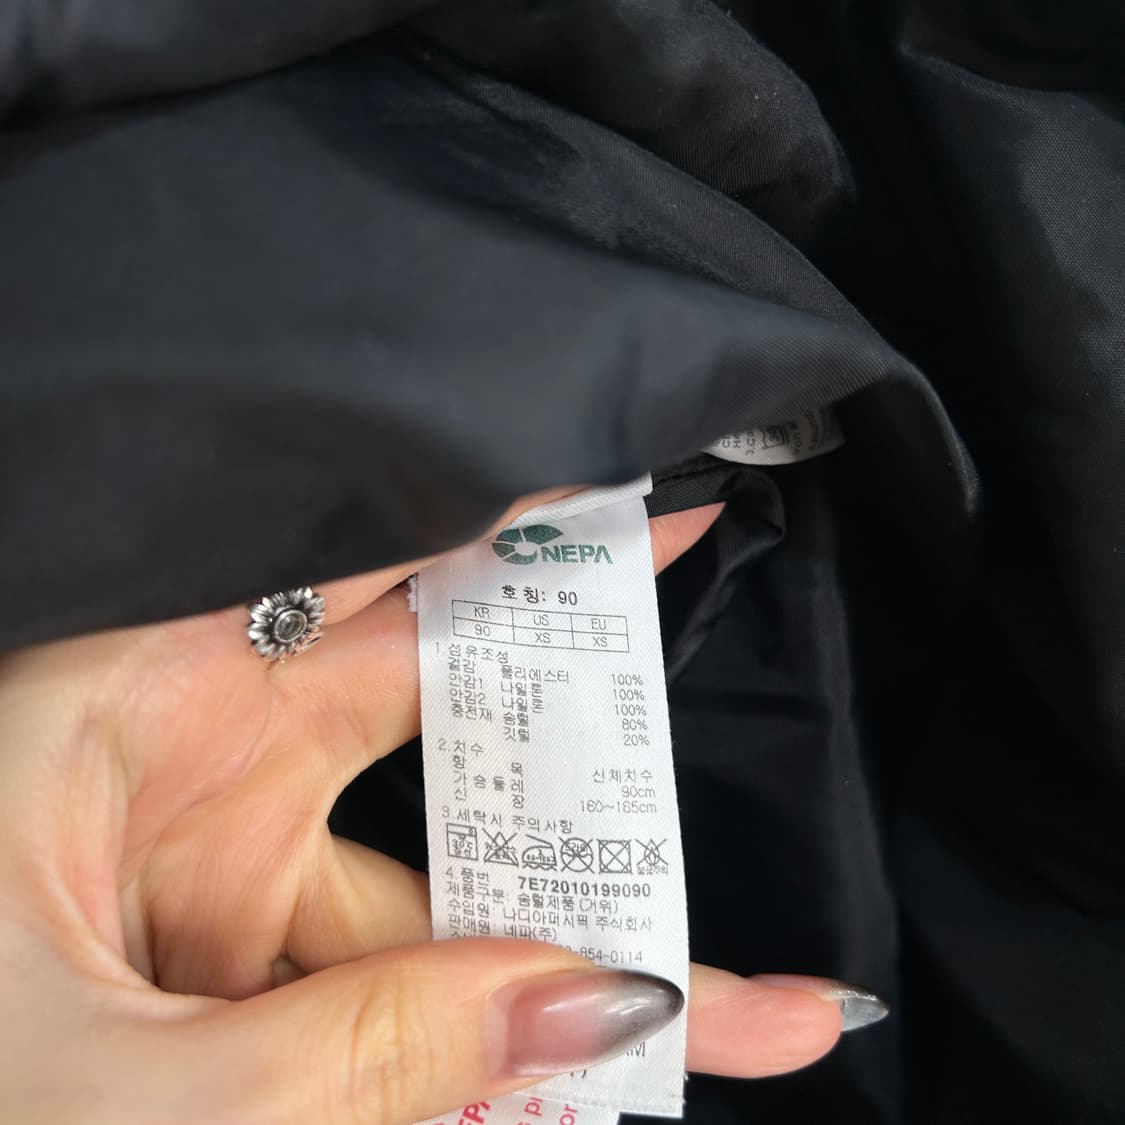 NEPA
호 칭: 90
KR US EU
90 XS XS
1. 섬유조성
겉감 폴리에스터 100%
안감1 나일론 100%
안감2 나일론 100%
충전재 솜털 80%
깃털 20%
2. 치수
항 목 신체치수
가 슴 둘 레 90cm
신 장 160~165cm
3. 세탁시 주의사항
4. 품번 7E72010199090
제품구분: 솜털제품 (거위)
수입원: 나디아퍼시픽 주식회사
판매원: 네파(주)
-854-0114